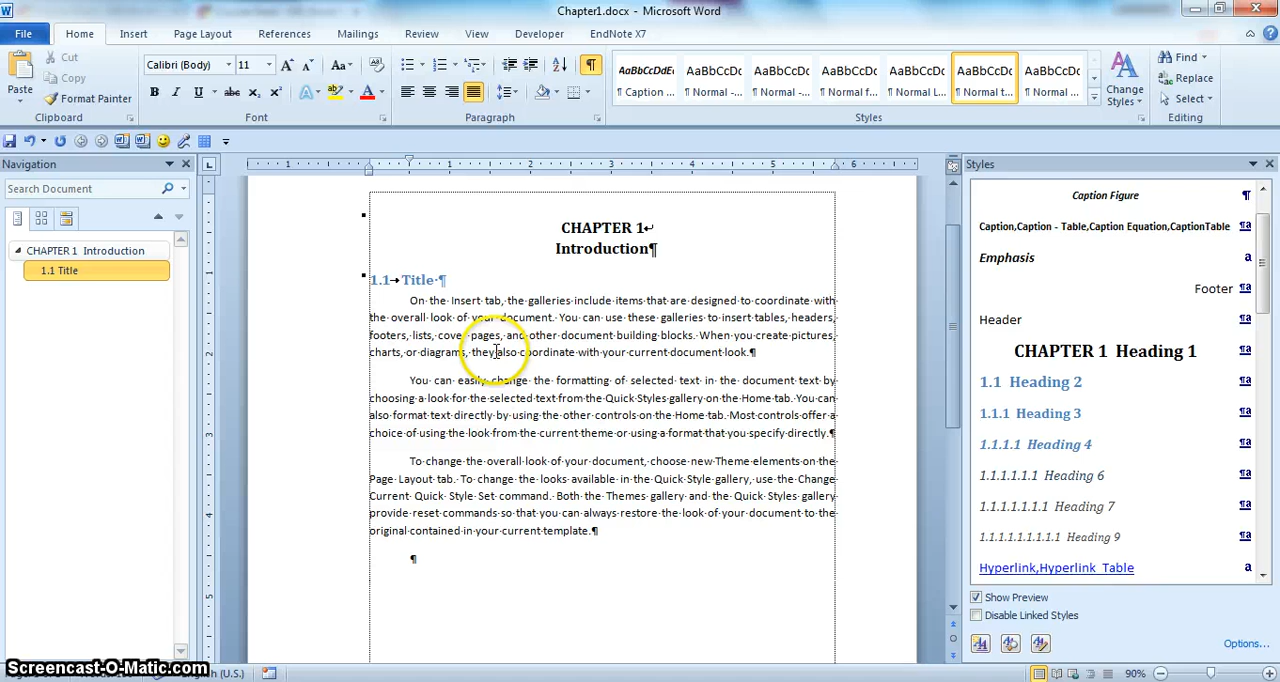 Chapter1.docx - Microsoft Word
File Home Insert Page Layout References Mailings Review View Developer EndNote X7
Cut
Copy
Format Painter
Paste
Clipboard
Calibri (Body) 11
Font
Paragraph
AaBbCcDdE AaBbCcDc AaBbCcDc AaBbCcDc AaBbCcDc AaBbCcDc AaBbCcDc
¶ Caption ... ¶ Normal -... ¶ Normal -... ¶ Normal f... ¶ Normal L... ¶ Normal t... ¶ Normal ...
Change
Styles
Styles
Find
Replace
Select
Editing
Navigation
Search Document
CHAPTER 1 Introduction
1.1 Title
CHAPTER 1
Introduction¶
1.1 Title ¶
On the Insert tab, the galleries include items that are designed to coordinate with
the overall look of your document. You can use these galleries to insert tables, headers,
footers, lists, cover pages, and other document building blocks. When you create pictures,
charts, or diagrams, they also coordinate with your current document look.¶
You can easily change the formatting of selected text in the document text by
choosing a look for the selected text from the Quick Styles gallery on the Home tab. You can
also format text directly by using the other controls on the Home tab. Most controls offer a
choice of using the look from the current theme or using a format that you specify directly.¶
To change the overall look of your document, choose new Theme elements on the
Page Layout tab. To change the looks available in the Quick Style gallery, use the Change
Current Quick Style Set command. Both the Themes gallery and the Quick Styles gallery
provide reset commands so that you can always restore the look of your document to the
original contained in your current template.¶
¶
Styles
Caption Figure
Caption,Caption - Table,Caption Equation,CaptionTable
Emphasis
Footer
Header
CHAPTER 1 Heading 1
1.1 Heading 2
1.1.1 Heading 3
1.1.1.1 Heading 4
1.1.1.1.1.1 Heading 6
1.1.1.1.1.1.1 Heading 7
1.1.1.1.1.1.1.1.1 Heading 9
Hyperlink,Hyperlink Table
Show Preview
Disable Linked Styles
Options...
Screencast-O-Matic.com
English (U.S.)
90%